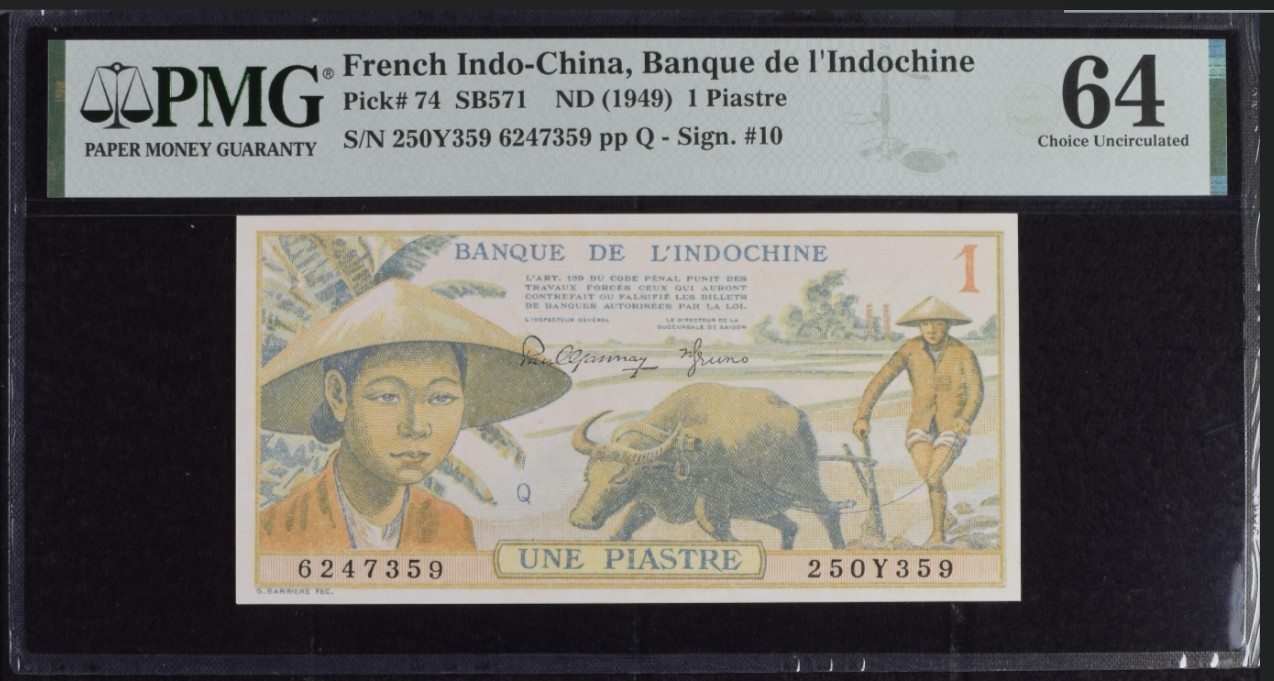 PMG®
PAPER MONEY GUARANTY
French Indo-China, Banque de l'Indochine
Pick# 74 SB571 ND (1949) 1 Piastre
S/N 250Y359 6247359 pp Q - Sign. #10
64
Choice Uncirculated
BANQUE DE L'INDOCHINE
1
L'ART. 139 DU CODE PÉNAL PUNIT DES
TRAVAUX FORCÉS CEUX QUI AURONT
CONTREFAIT OU FALSIFIÉ LES BILLETS
DE BANQUES AUTORISÉES PAR LA LOI.
L'INSPECTEUR GÉNÉRAL
LE DIRECTEUR DE LA
SUCCURSALE DE SAIGON
Q
6247359
UNE PIASTRE
250Y359
G. BARRIERE FEC.